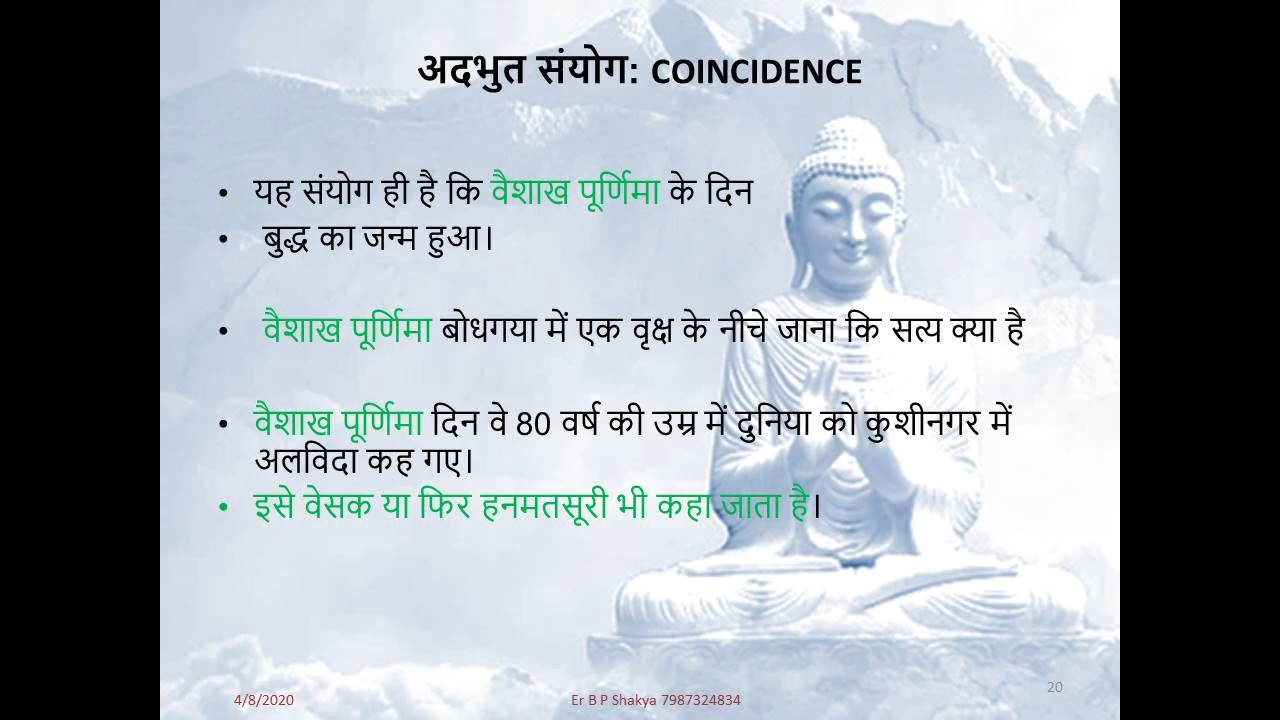 अदभुत संयोग: COINCIDENCE
• यह संयोग ही है कि वैशाख पूर्णिमा के दिन
• बुद्ध का जन्म हुआ।
• वैशाख पूर्णिमा बोधगया में एक वृक्ष के नीचे जाना कि सत्य क्या है
• वैशाख पूर्णिमा दिन वे 80 वर्ष की उम्र में दुनिया को कुशीनगर में
अलविदा कह गए।
• इसे वेसक या फिर हनमतसूरी भी कहा जाता है।
20
4/8/2020
Er B P Shakya 7987324834